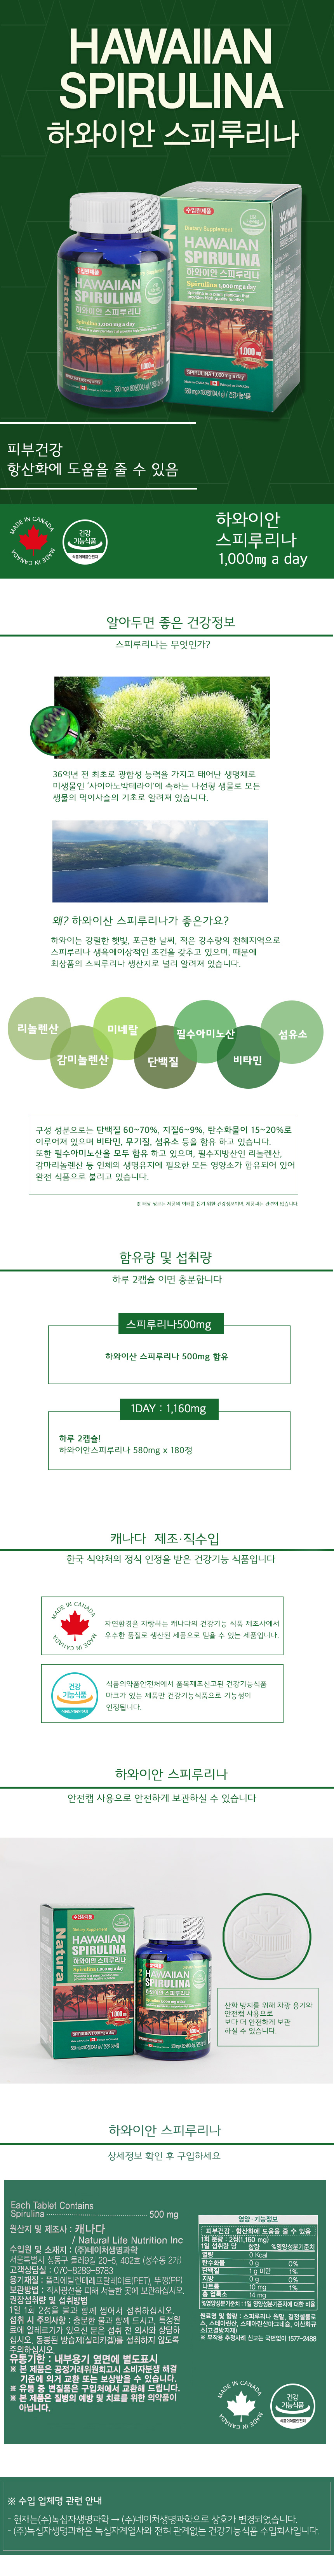 HAWAIIAN
SPIRULINA
하와이안 스피루리나
수입완제품
Dietary Supplement
HAWAIIAN
SPIRULINA
하와이안 스피루리나
Spirulina 1,000 mg a day
SPIRULINA 1,000 mg a day
피부건강
항산화에 도움을 줄 수 있음
MADE IN CANADA
MADE IN CANADA
건강
기능식품
식품의약품안전처
하와이안
스피루리나
1,000㎎ a day
알아두면 좋은 건강정보
스피루리나는 무엇인가?
36억년 전 최초로 광합성 능력을 가지고 태어난 생명체로
미생물인 '사이아노박테라이'에 속하는 나선형 생물로 모든
생물의 먹이사슬의 기초로 알려져 있습니다.
왜? 하와이산 스피루리나가 좋은가요?
하와이는 강렬한 햇빛, 포근한 날씨, 적은 강수량의 천혜지역으로
스피루리나 생육에이상적인 조건을 갖추고 있으며, 때문에
최상품의 스피루리나 생산지로 널리 알려져 있습니다.
리놀렌산
감미놀렌산
미네랄
단백질
필수아미노산
비타민
섬유소
구성 성분으로는 단백질 60~70%, 지질6~9%, 탄수화물이 15~20%로
이루어져 있으며 비타민, 무기질, 섬유소 등을 함유 하고 있습니다.
또한 필수아미노산을 모두 함유 하고 있으며, 필수지방산인 리놀렌산,
감마리놀렌산 등 인체의 생명유지에 필요한 모든 영양소가 함유되어 있어
완전 식품으로 불리고 있습니다.
※ 해당 정보는 제품의 이해를 돕기 위한 건강정보이며, 제품과는 관련이 없습니다.
함유량 및 섭취량
하루 2캡슐 이면 충분합니다
스피루리나500mg
하와이산 스피루리나 500mg 함유
1DAY : 1,160mg
하루 2캡슐!
하와이안스피루리나 580mg x 180정
캐나다 제조·직수입
한국 식약처의 정식 인정을 받은 건강기능 식품입니다
MADE IN CANADA
MADE IN CANADA
자연환경을 자랑하는 캐나다의 건강기능 식품 제조사에서
우수한 품질로 생산된 제품으로 믿을 수 있는 제품입니다.
건강
기능식품
식품의약품안전처
식품의약품안전처에서 품목제조신고된 건강기능식품
마크가 있는 제품만 건강기능식품으로 기능성이
인정됩니다.
하와이안 스피루리나
안전캡 사용으로 안전하게 보관하실 수 있습니다
수입완제품
Natural
HAWAIIAN
SPIRULINA
하와이안 스피루리나
Spirulina 1,000 mg a day
산화 방지를 위해 차광 용기와
안전캡 사용으로
보다 더 안전하게 보관
하실 수 있습니다.
하와이안 스피루리나
상세정보 확인 후 구입하세요
Each Tablet Contains
Spirulina 500 mg
원산지 및 제조사 : 캐나다
/ Natural Life Nutrition Inc
수입원 및 소재지 : (주)네이처생명과학
서울특별시 성동구 둘레9길 20-5, 402호 (성수동 2가)
고객상담실 : 070-8289-8783
용기재질 : 폴리에틸렌테레프탈레이트(PET), 뚜껑(PP)
보관방법 : 직사광선을 피해 서늘한 곳에 보관하십시오.
권장섭취량 및 섭취방법
1일 1회 2정을 물과 함께 씹어서 섭취하십시오.
섭취 시 주의사항 : 충분한 물과 함께 드시고, 특정원
료에 알레르기가 있으신 분은 섭취 전 의사와 상담하
십시오. 동봉된 방습제(실리카겔)를 섭취하지 않도록
주의하십시오.
유통기한 : 내부용기 옆면에 별도표시
※ 본 제품은 공정거래위원회고시 소비자분쟁 해결
기준에 의거 교환 또는 보상받을 수 있습니다.
※ 유통 중 변질품은 구입처에서 교환해 드립니다.
※ 본 제품은 질병의 예방 및 치료를 위한 의약품이
아닙니다.
영양 · 기능정보
피부건강 · 항산화에 도움을 줄 수 있음
1회 분량 : 2정(1,160 mg)
1일 섭취량 당 함량 %영양성분기준치
열량 0 Kcal
탄수화물 0 g 0%
단백질 1 g 미만 1%
지방 0 g 0%
나트륨 10 mg 1%
총 엽록소 14 mg
%영양성분기준치 : 1일 영양성분기준치에 대한 비율
원료명 및 함량 : 스피루리나 원말, 결정셀룰로
스, 스테아린산, 스테아린산마그네슘, 이산화규
소(고결방지제)
※ 부작용 추정사례 신고는 국번없이 1577-2488
MADE IN CANADA
MADE IN CANADA
건강
기능식품
식품의약품안전처
※ 수입 업체명 관련 안내
- 현재는(주)녹십자생명과학 → (주)네이처생명과학으로 상호가 변경되었습니다.
- (주)녹십자생명과학은 녹십자계열사와 전혀 관계없는 건강기능식품 수입회사입니다.